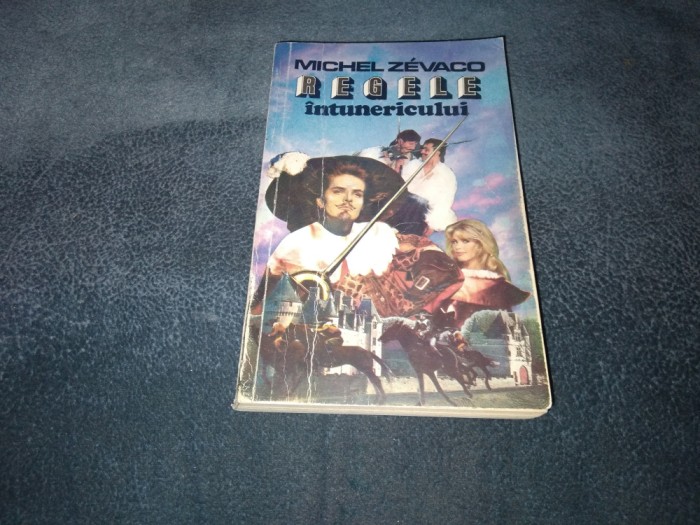 MICHEL ZÉVACO
REGELE
întunericului